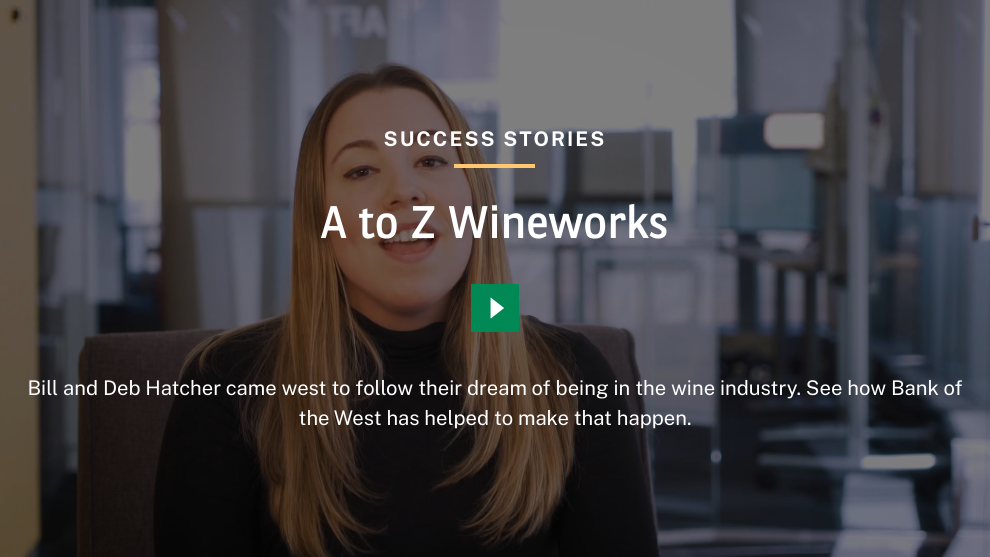 SUCCESS STORIES
A to Z Wineworks
Bill and Deb Hatcher came west to follow their dream of being in the wine industry. See how Bank of
the West has helped to make that happen.